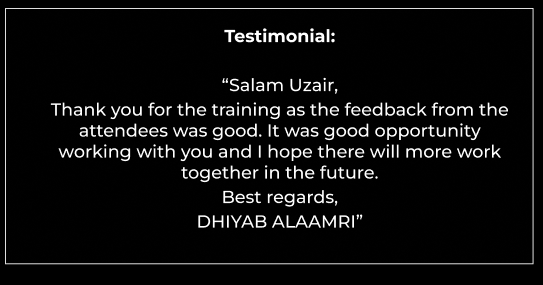 Testimonial:
“Salam Uzair,
Thank you for the training as the feedback from the
attendees was good. It was good opportunity
working with you and I hope there will more work
together in the future.
Best regards,
DHIYAB ALAAMRI”